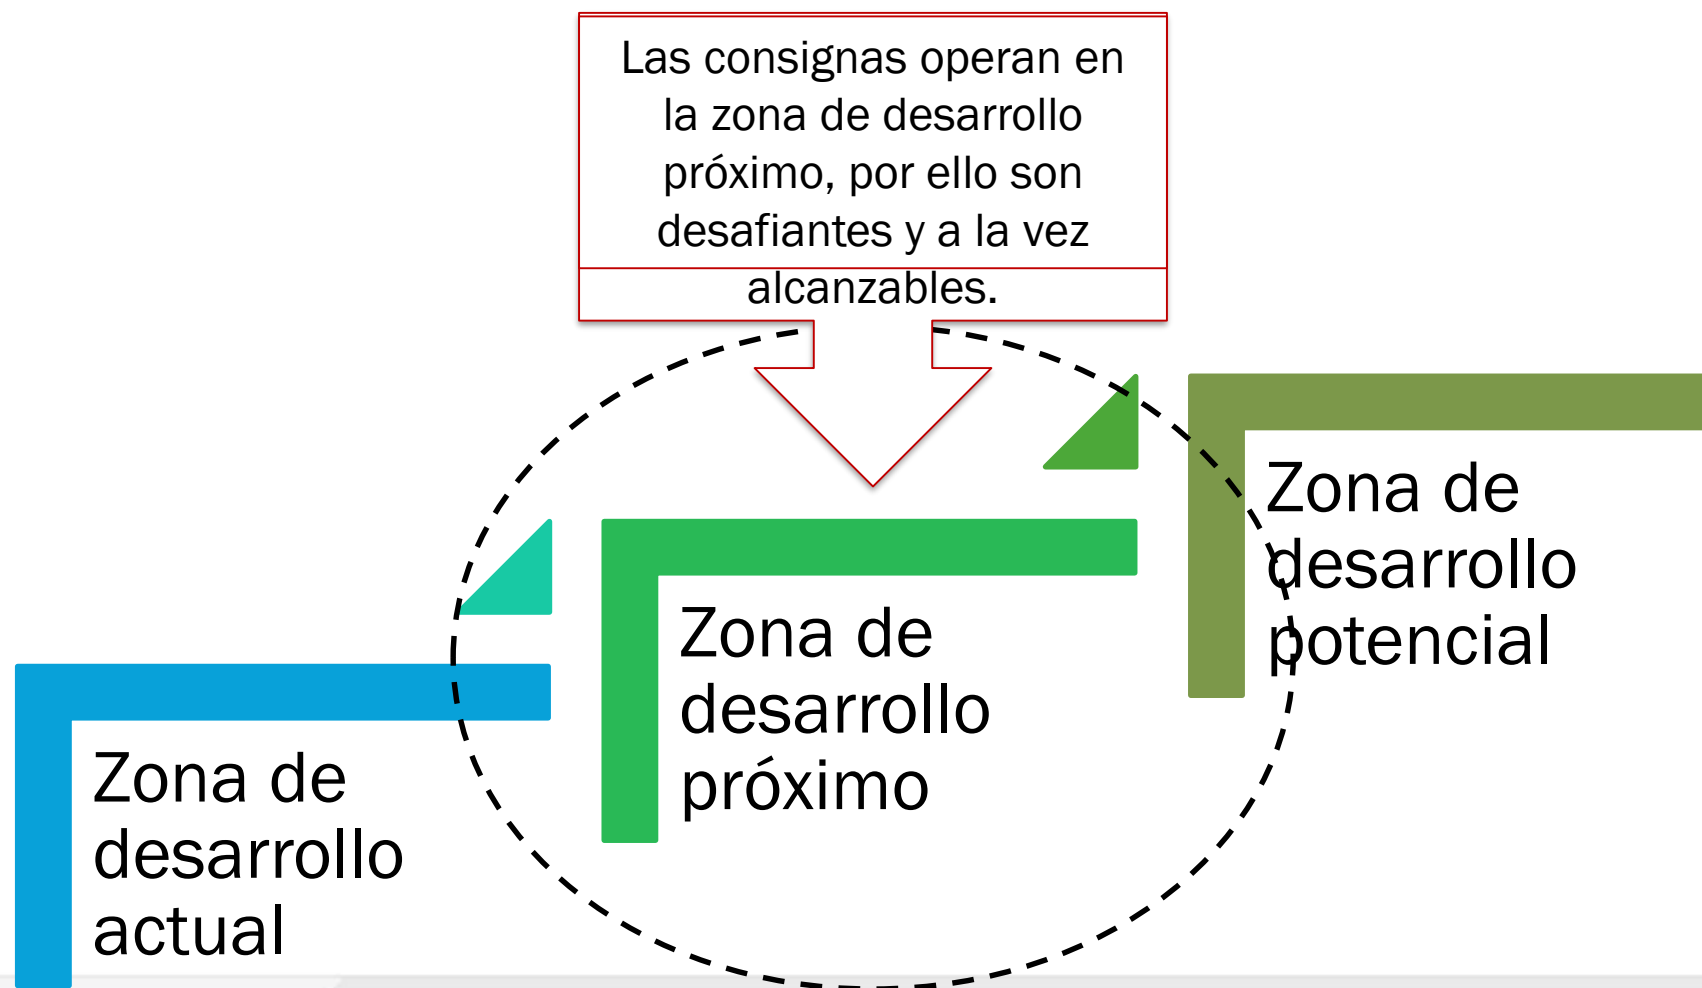 Las consignas operan en
la zona de desarrollo
próximo, por ello son
desafiantes y a la vez
alcanzables.
Zona de
desarrollo
actual
Zona de
desarrollo
próximo
Zona de
desarrollo
potencial